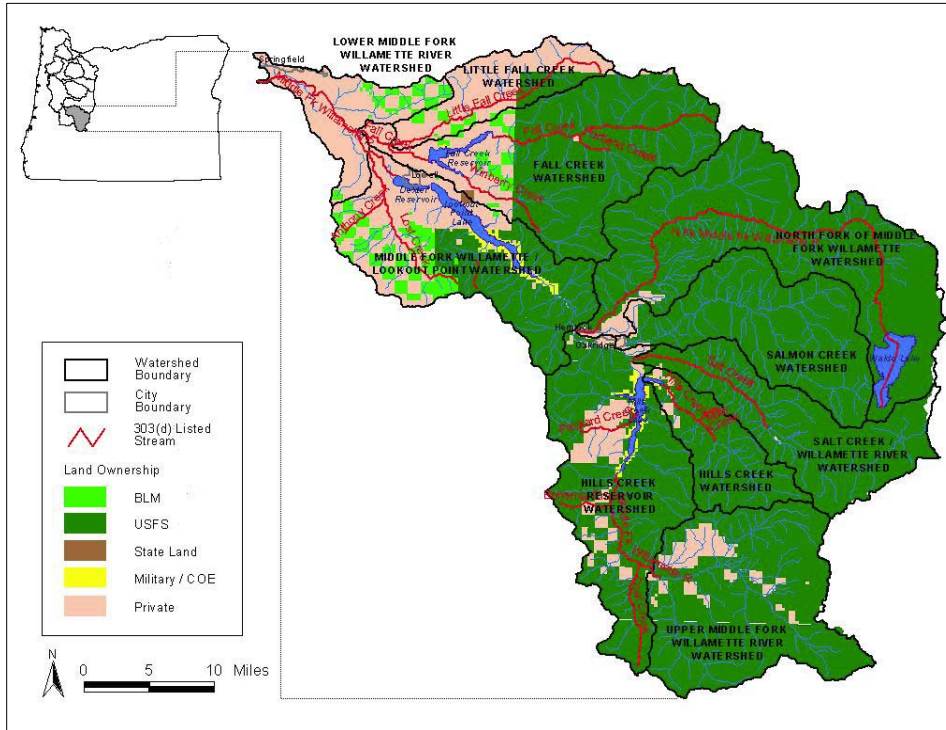 LOWER MIDDLE FORK
WILLAMETTE RIVER
WATERSHED
Springfield
LITTLE FALL CREEK
WATERSHED
Little Fall Creek
Fall Creek
Fall Creek
Fall Creek
Reservoir
FALL CREEK
WATERSHED
Lowell
Dexter
Reservoir
Lookout
Point
Lake
MIDDLE FORK WILLAMETTE /
LOOKOUT POINT WATERSHED
NORTH FORK OF MIDDLE
FORK WILLAMETTE
WATERSHED
Oakridge
SALMON CREEK
WATERSHED
Waldo Lake
Salt Creek
SALT CREEK /
WILLAMETTE RIVER
WATERSHED
HILLS CREEK
WATERSHED
Packard Creek
HILLS CREEK
RESERVOIR
WATERSHED
UPPER MIDDLE FORK
WILLAMETTE RIVER
WATERSHED
Watershed
Boundary
City
Boundary
303(d) Listed
Stream
Land Ownership
BLM
USFS
State Land
Military / COE
Private
N
0 5 10 Miles